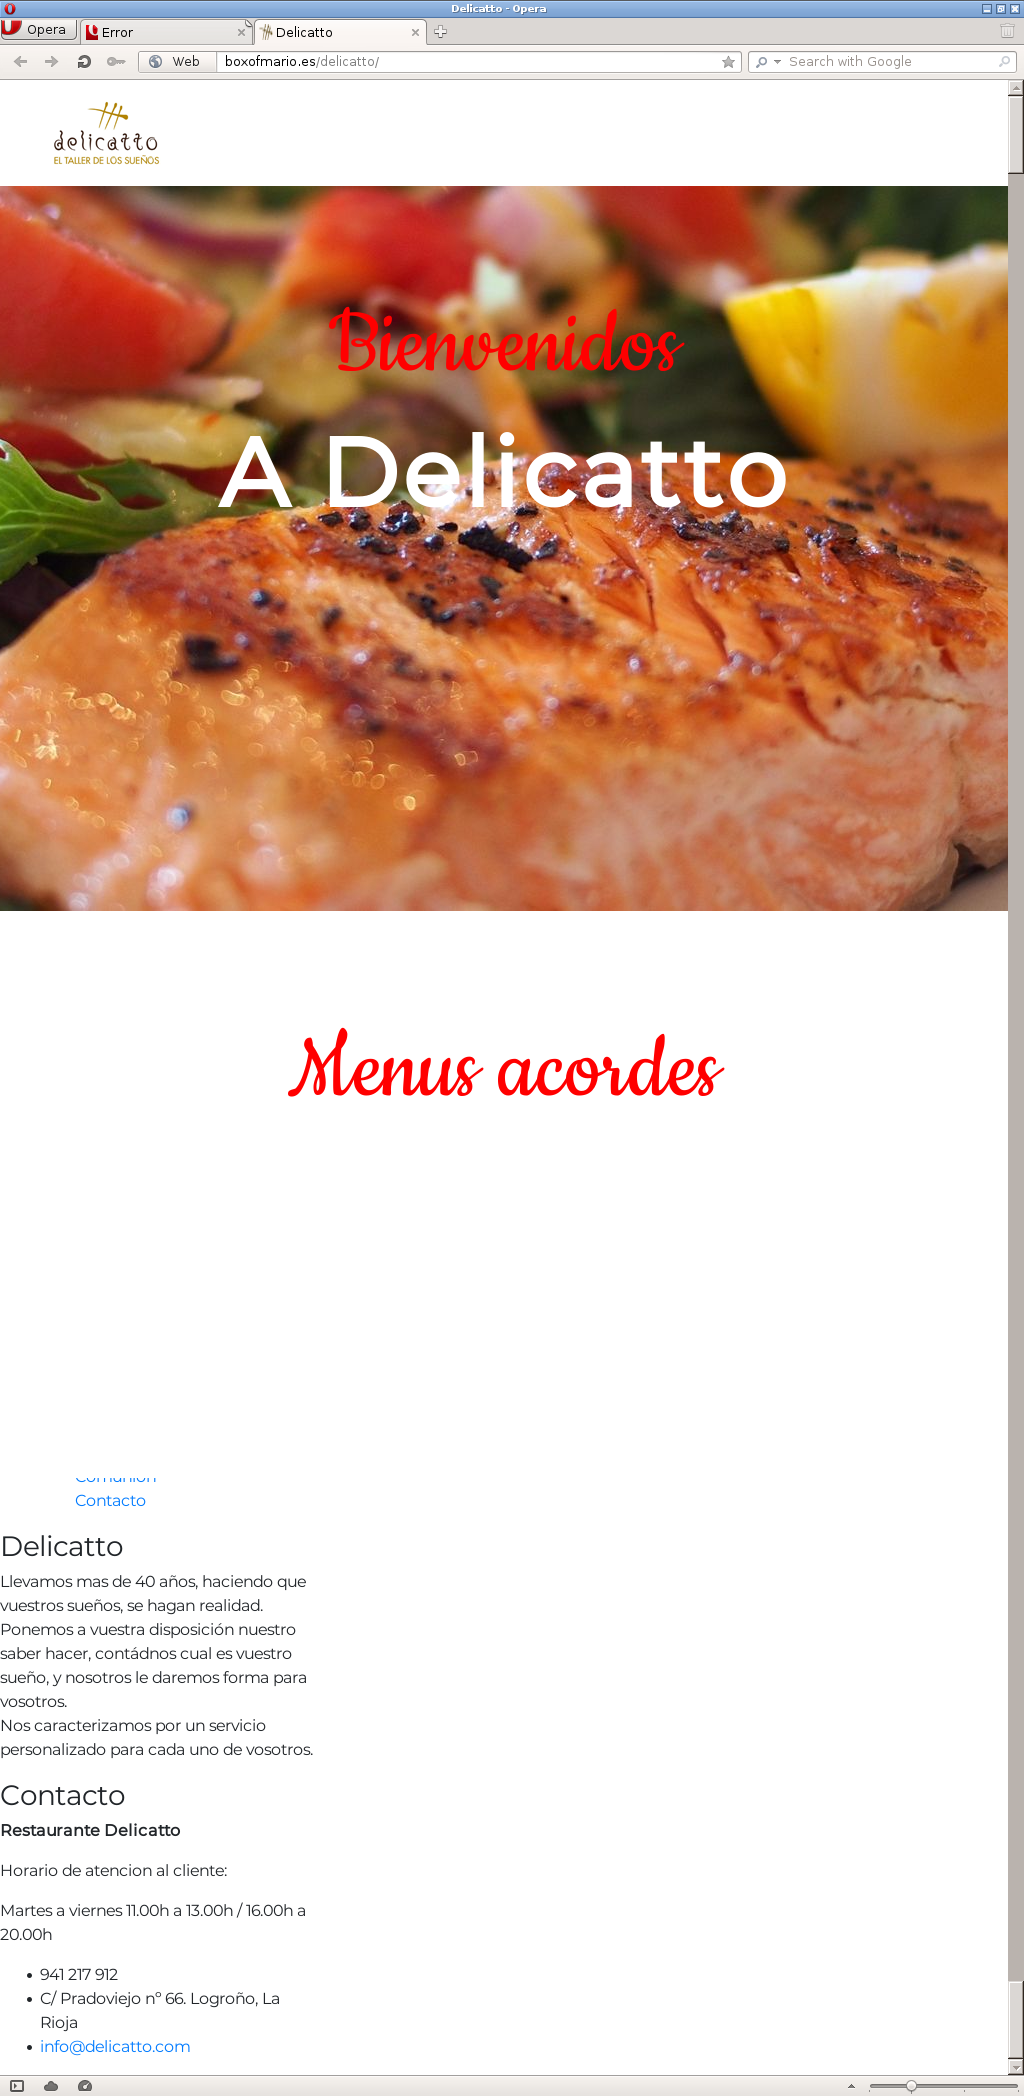 Delicatto - Opera
Opera
Error
Delicatto
Web
boxofmario.es/delicatto/
Search with Google
delicatto
EL TALLER DE LOS SUEÑOS
Bienvenidos
A Delicatto
Menus acordes
Comunion
Contacto
Delicatto
Llevamos mas de 40 años, haciendo que
vuestros sueños, se hagan realidad.
Ponemos a vuestra disposición nuestro
saber hacer, contádnos cual es vuestro
sueño, y nosotros le daremos forma para
vosotros.
Nos caracterizamos por un servicio
personalizado para cada uno de vosotros.
Contacto
Restaurante Delicatto
Horario de atencion al cliente:
Martes a viernes 11.00h a 13.00h / 16.00h a
20.00h
941 217 912
C/ Pradoviejo nº 66. Logroño, La
Rioja
info@delicatto.com